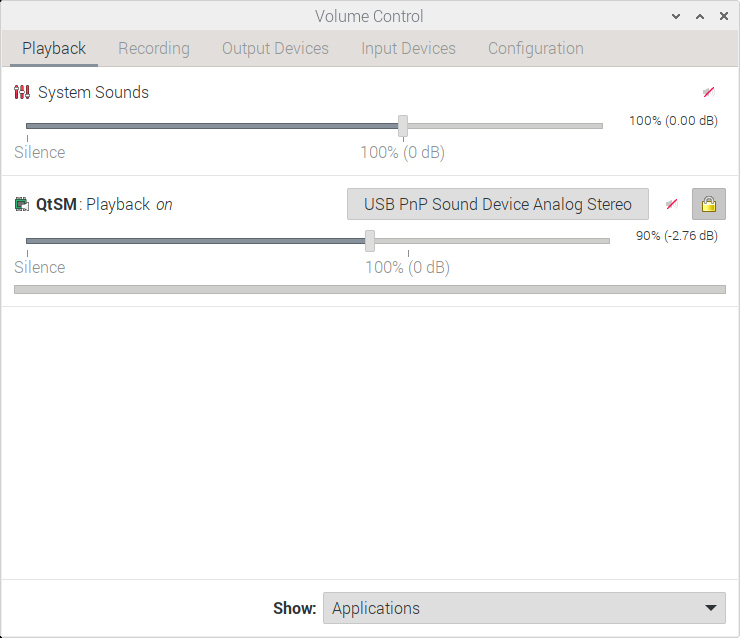 Volume Control
Playback Recording Output Devices Input Devices Configuration
System Sounds
100% (0.00 dB)
Silence 100% (0 dB)
QtSM: Playback on USB PnP Sound Device Analog Stereo
90% (-2.76 dB)
Silence 100% (0 dB)
Show: Applications